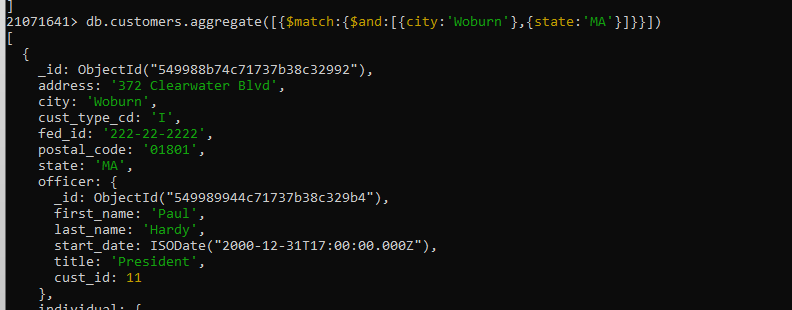 ]
21071641> db.customers.aggregate([{$match:{$and:[{city:'Woburn'},{state:'MA'}]}}])
[
  {
    _id: ObjectId("549988b74c71737b38c32992"),
    address: '372 Clearwater Blvd',
    city: 'Woburn',
    cust_type_cd: 'I',
    fed_id: '222-22-2222',
    postal_code: '01801',
    state: 'MA',
    officer: {
      _id: ObjectId("549989944c71737b38c329b4"),
      first_name: 'Paul',
      last_name: 'Hardy',
      start_date: ISODate("2000-12-31T17:00:00.000Z"),
      title: 'President',
      cust_id: 11
    },
    individual: {